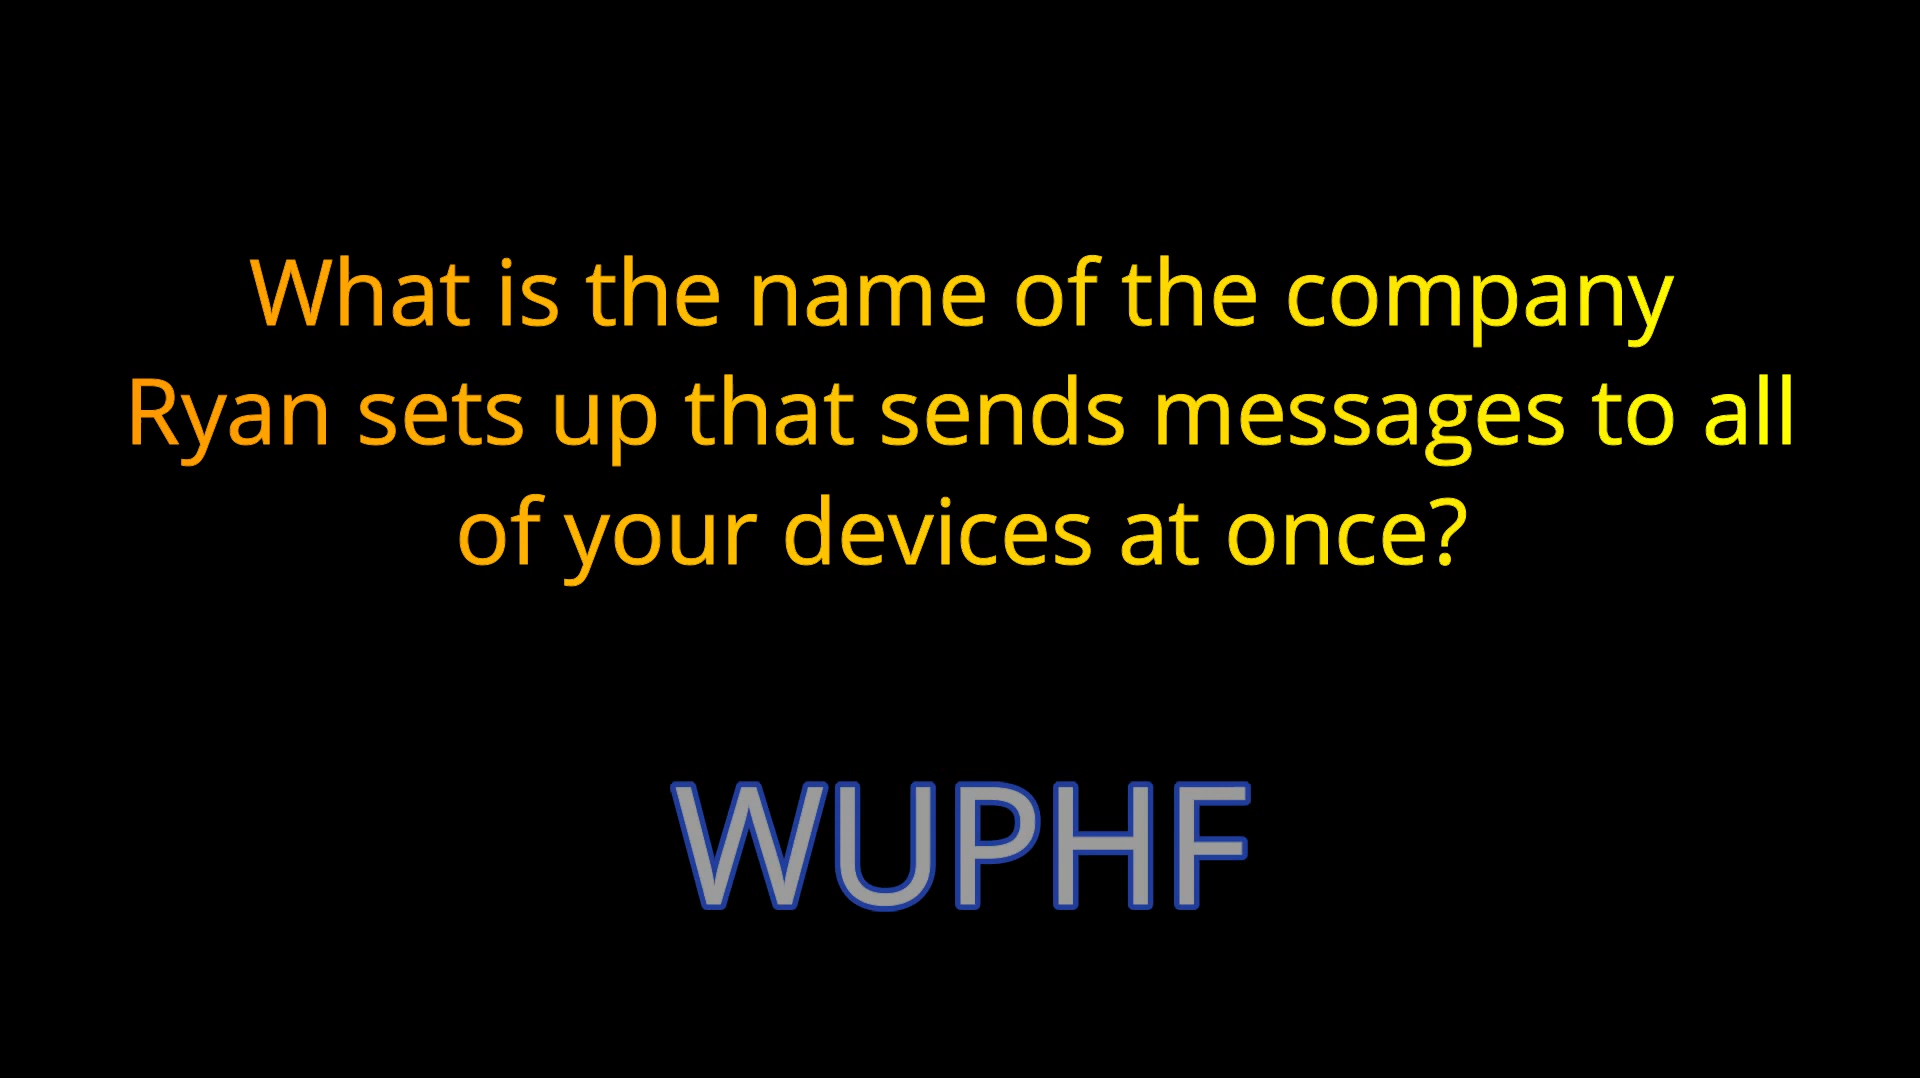 What is the name of the company
Ryan sets up that sends messages to all
of your devices at once?
WUPHF